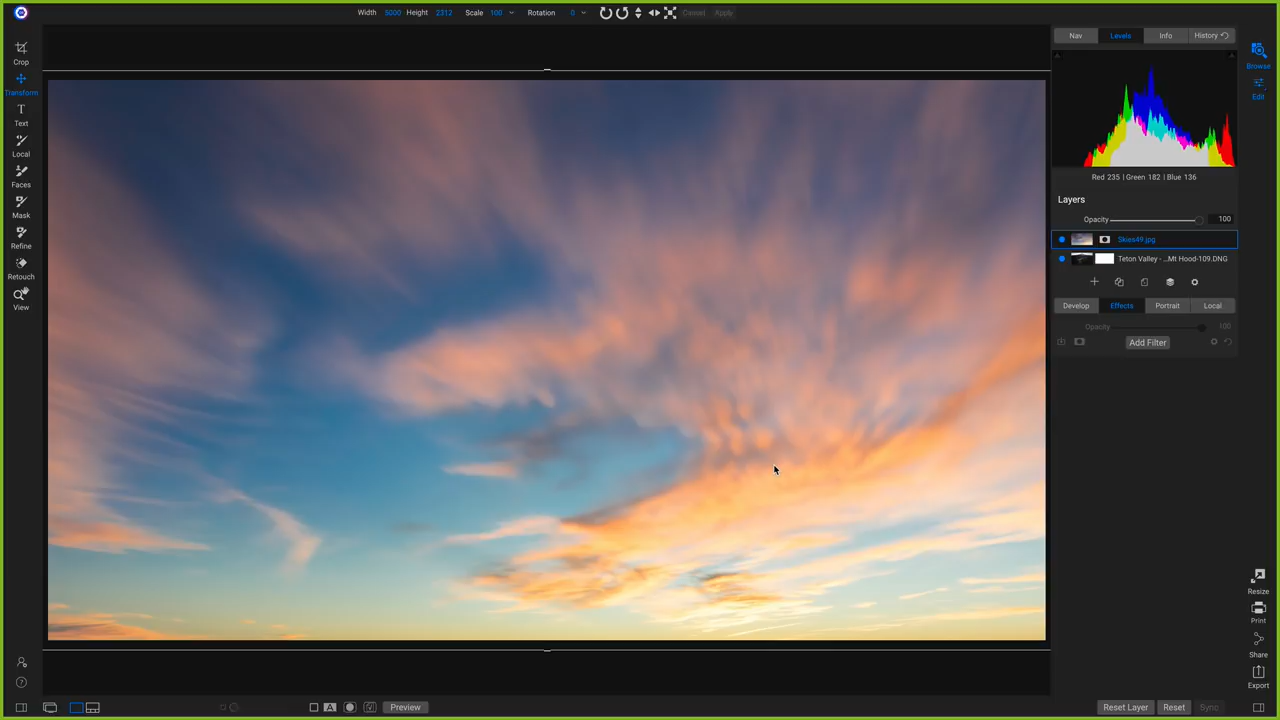 Width 5000 Height 2312 Scale 100 Rotation 0 Cancel Apply
Crop
Transform
Text
Local
Faces
Mask
Refine
Retouch
View
Nav Levels Info History
Red 235 | Green 182 | Blue 136
Layers
Opacity 100
Skies49.jpg
Teton Valley - ...Mt Hood-109.DNG
Develop Effects Portrait Local
Opacity 100
Add Filter
Browse
Edit
Resize
Print
Share
Export
A
Preview
Reset Layer Reset Sync